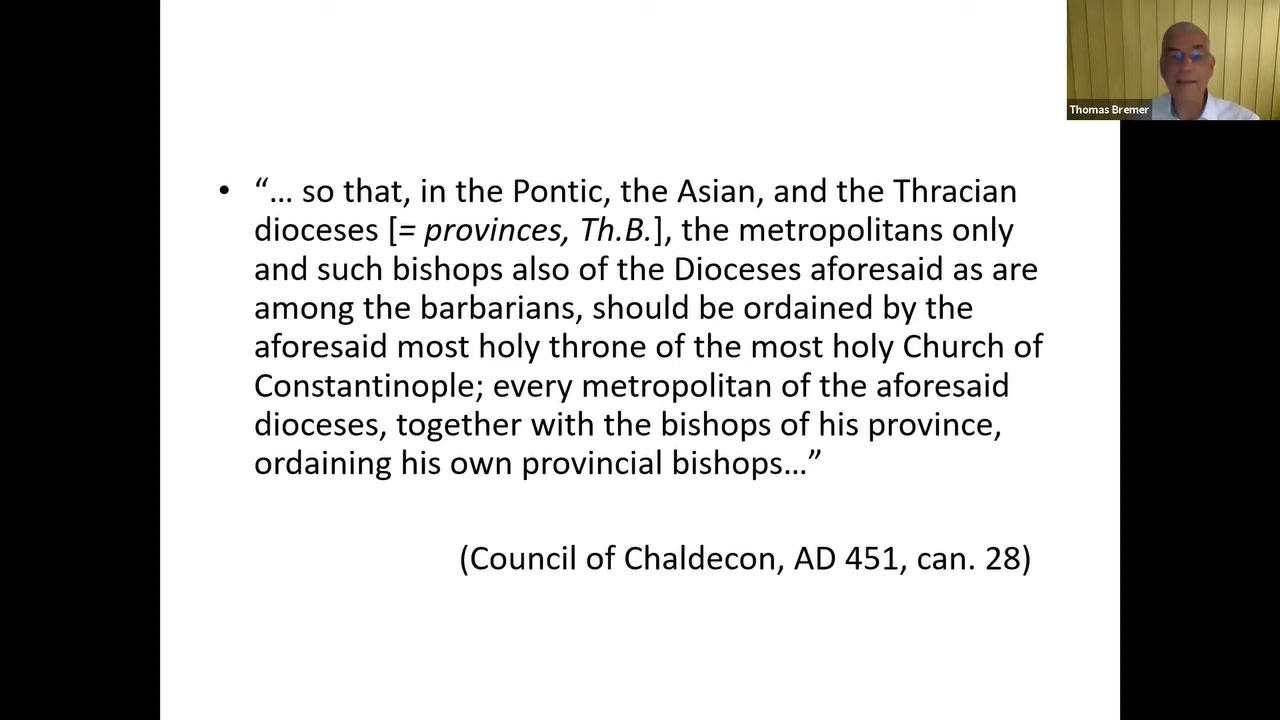 Thomas Bremer
• “… so that, in the Pontic, the Asian, and the Thracian
dioceses [= provinces, Th.B.], the metropolitans only
and such bishops also of the Dioceses aforesaid as are
among the barbarians, should be ordained by the
aforesaid most holy throne of the most holy Church of
Constantinople; every metropolitan of the aforesaid
dioceses, together with the bishops of his province,
ordaining his own provincial bishops…”
(Council of Chaldecon, AD 451, can. 28)